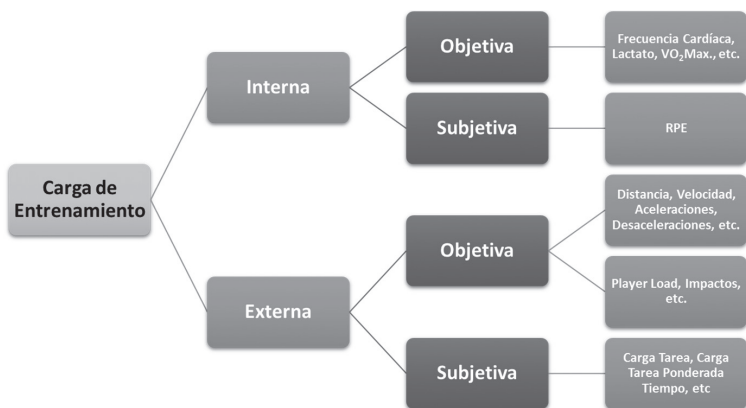 Carga de
Entrenamiento
Interna
Objetiva
Frecuencia Cardíaca,
Lactato, VO₂Max., etc.
Subjetiva
RPE
Externa
Objetiva
Distancia, Velocidad,
Aceleraciones,
Desaceleraciones, etc.
Player Load, Impactos,
etc.
Subjetiva
Carga Tarea, Carga
Tarea Ponderada
Tiempo, etc